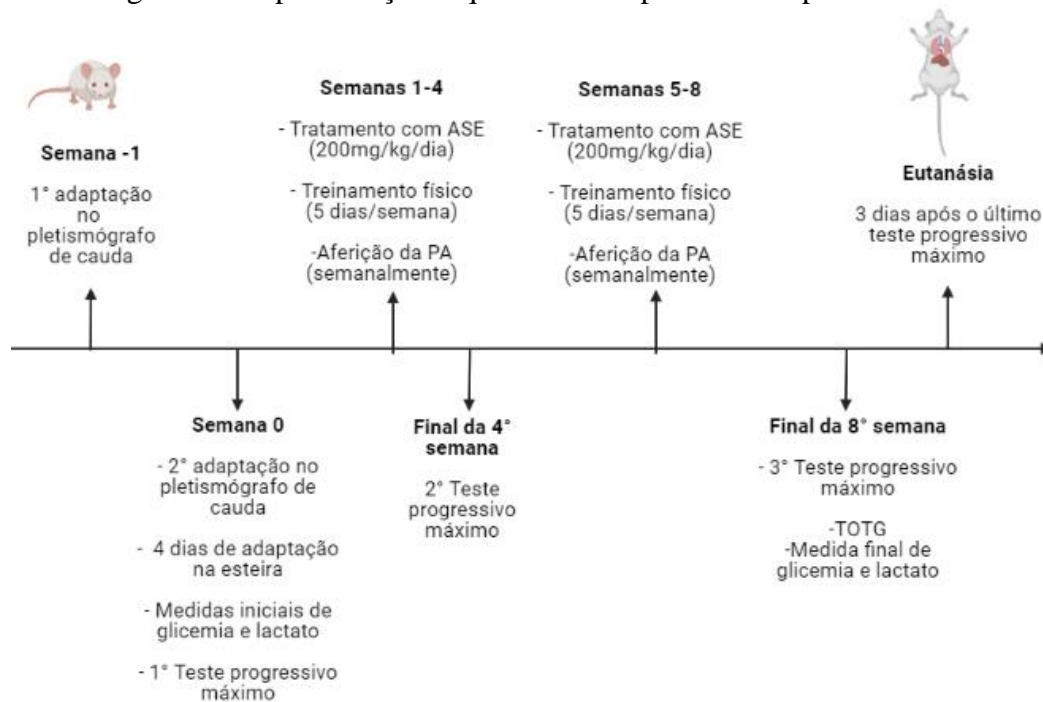 Semana -1
1° adaptação
no
pletismógrafo
de cauda
Semanas 1-4
- Tratamento com ASE
(200mg/kg/dia)
- Treinamento físico
(5 dias/semana)
-Aferição da PA
(semanalmente)
Semanas 5-8
- Tratamento com ASE
(200mg/kg/dia)
- Treinamento físico
(5 dias/semana)
-Aferição da PA
(semanalmente)
Eutanásia
3 dias após o último
teste progressivo
máximo
Semana 0
- 2° adaptação no
pletismógrafo de
cauda
- 4 dias de adaptação
na esteira
- Medidas iniciais de
glicemia e lactato
- 1° Teste progressivo
máximo
Final da 4°
semana
2° Teste
progressivo
máximo
Final da 8° semana
- 3° Teste progressivo
máximo
-TOTG
-Medida final de
glicemia e lactato